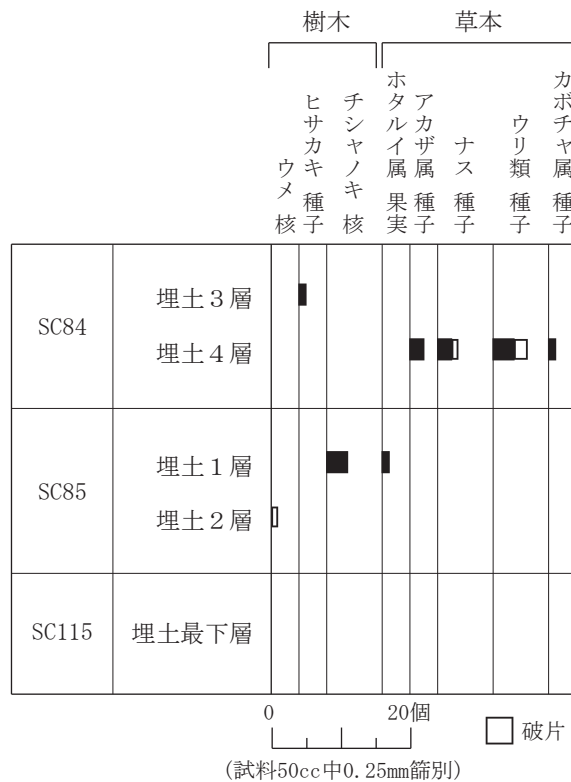 樹木
草本
ウメ 核
ヒサカキ 種子
チシャノキ 核
ホタルイ属 果実
アカザ属 種子
ナス 種子
ウリ類 種子
カボチャ属 種子
SC84
埋土３層
埋土４層
SC85
埋土１層
埋土２層
SC115
埋土最下層
0
20個
破片
(試料50cc中0.25mm篩別)